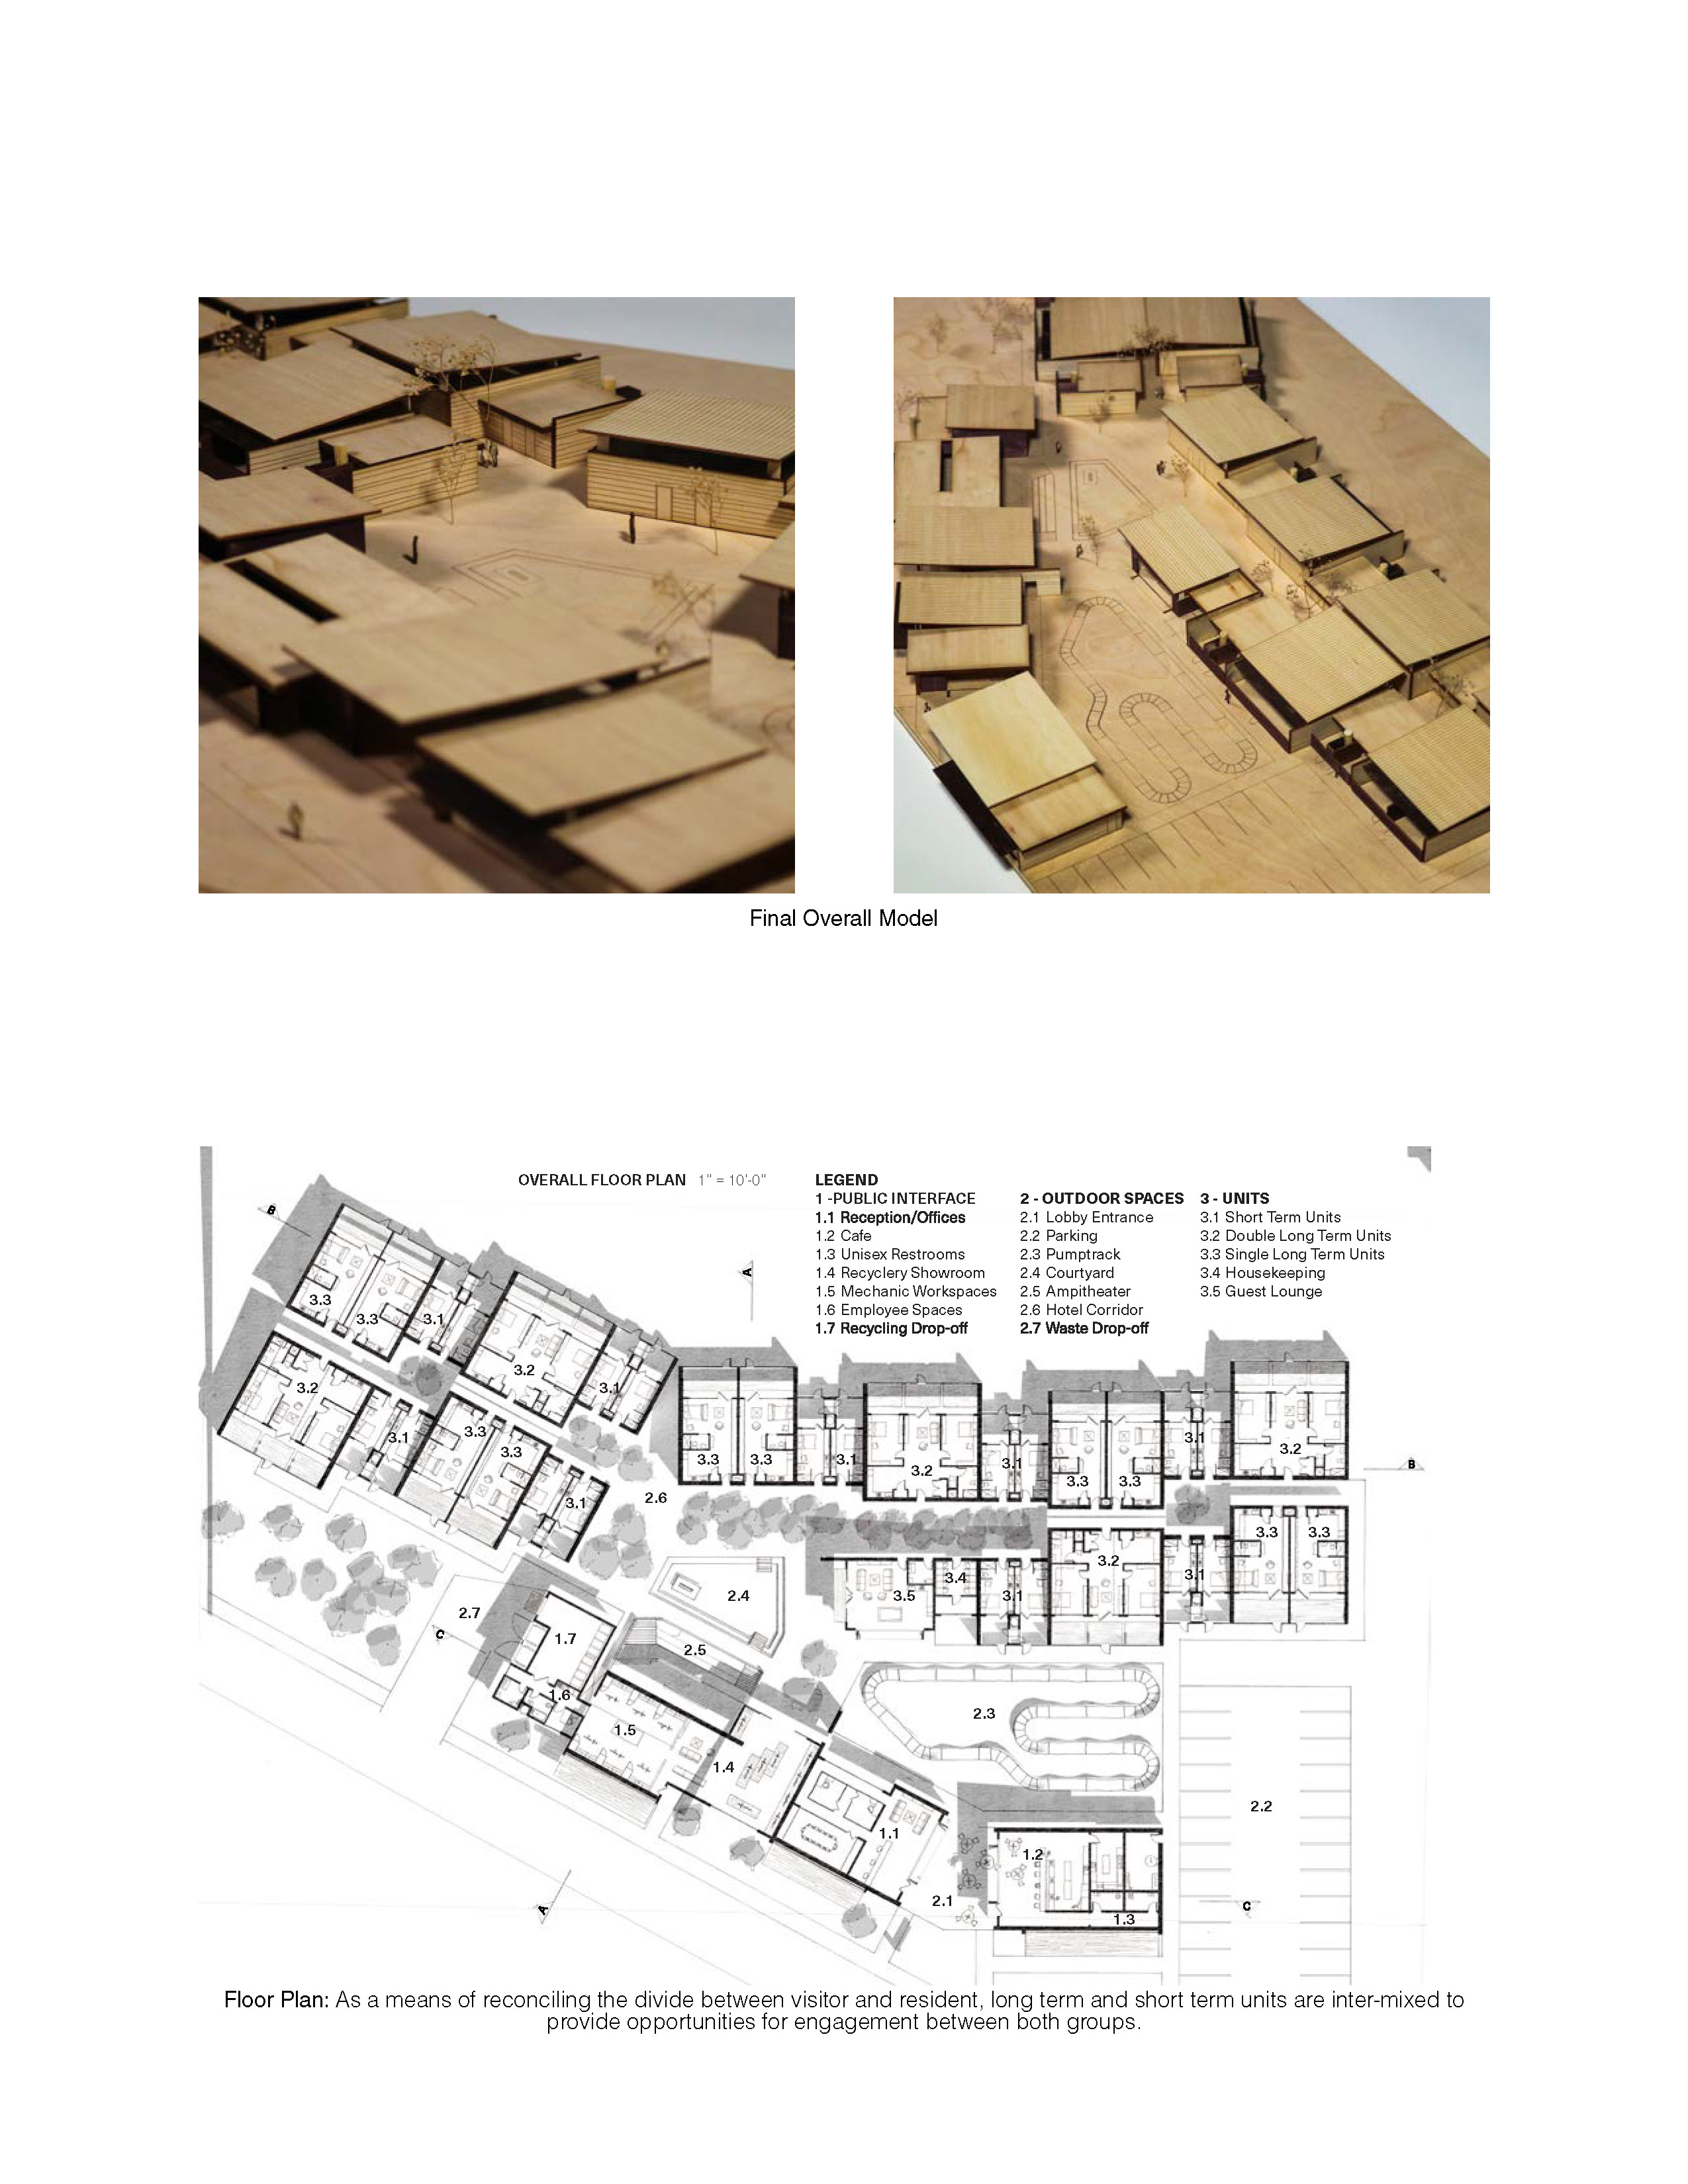 Final Overall Model
OVERALL FLOOR PLAN 1" = 10'-0"
LEGEND
1 -PUBLIC INTERFACE
1.1 Reception/Offices
1.2 Cafe
1.3 Unisex Restrooms
1.4 Recyclery Showroom
1.5 Mechanic Workspaces
1.6 Employee Spaces
1.7 Recycling Drop-off
2 - OUTDOOR SPACES
2.1 Lobby Entrance
2.2 Parking
2.3 Pumptrack
2.4 Courtyard
2.5 Ampitheater
2.6 Hotel Corridor
2.7 Waste Drop-off
3 - UNITS
3.1 Short Term Units
3.2 Double Long Term Units
3.3 Single Long Term Units
3.4 Housekeeping
3.5 Guest Lounge
B
A
3.3
3.3
3.1
3.2
3.1
3.2
3.1
3.3
3.3
3.1
3.3
3.3
3.1
3.2
3.1
3.3
3.3
3.1
3.2
B
2.6
3.3
3.3
3.2
3.1
3.4
3.5
3.1
2.4
2.7
C
1.7
2.5
1.6
2.3
1.5
1.4
2.2
1.1
1.2
2.1
C
A
1.3
Floor Plan: As a means of reconciling the divide between visitor and resident, long term and short term units are inter-mixed to
provide opportunities for engagement between both groups.